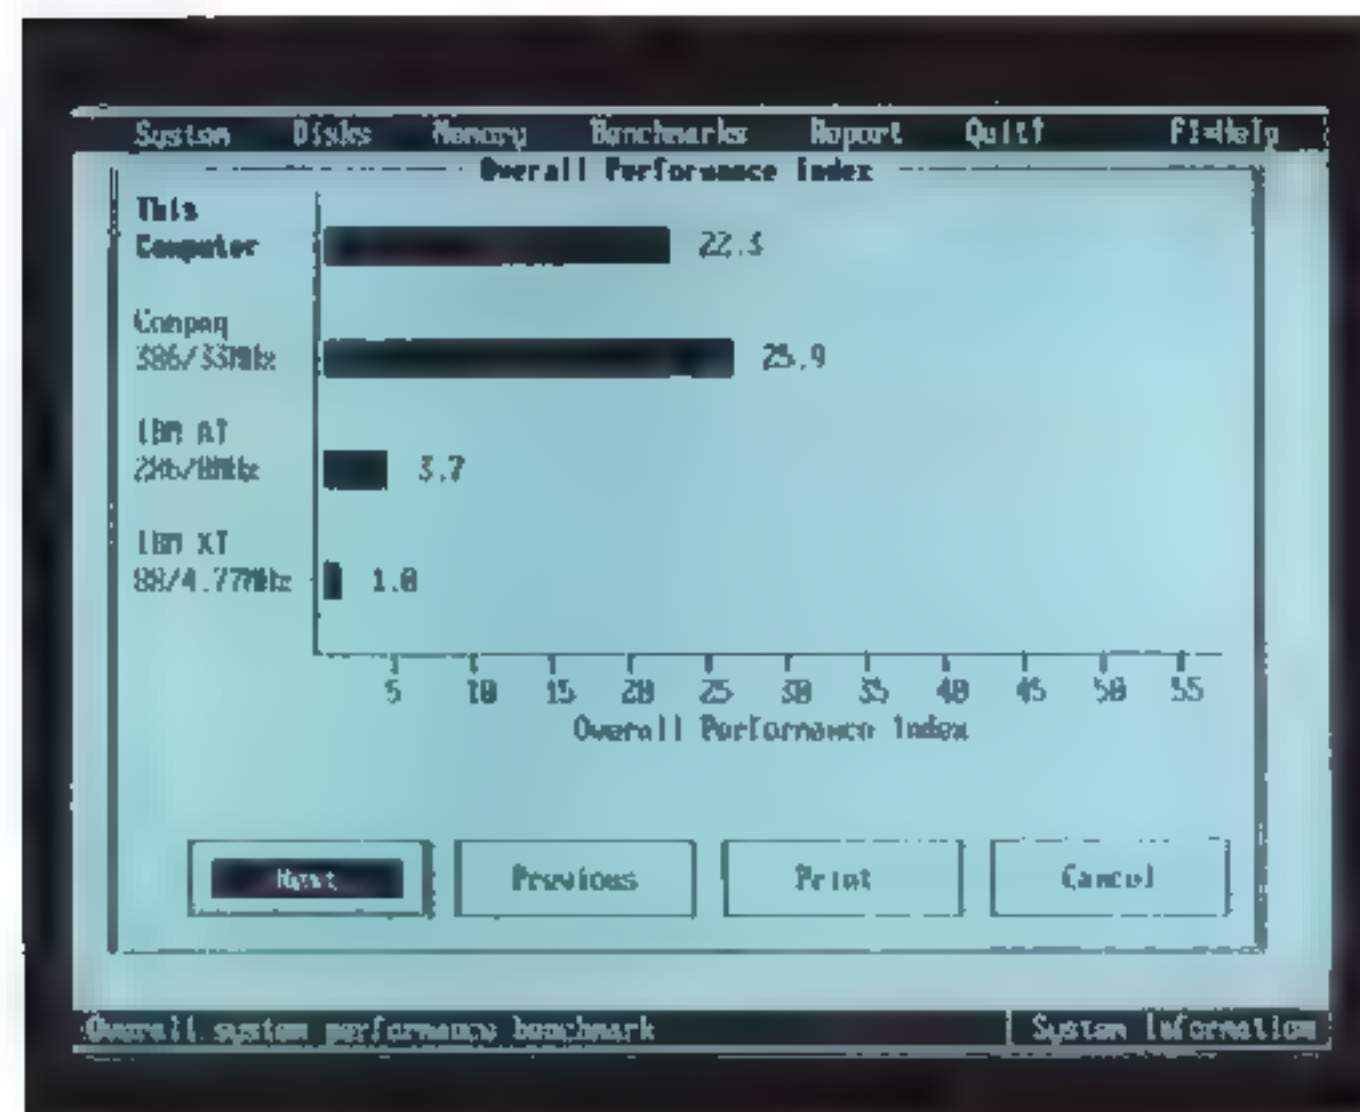 System Disks Memory Benchmarks Report Quit! F1=Help
Overall Performance Index
This
Computer
22.3
Compaq
386/33MHz
25.9
IBM AT
286/8MHz
3.7
IBM XT
88/4.77MHz
1.0
5 10 15 20 25 30 35 40 45 50 55
Overall Performance Index
Next Previous Print Cancel
Overall system performance benchmark System Information